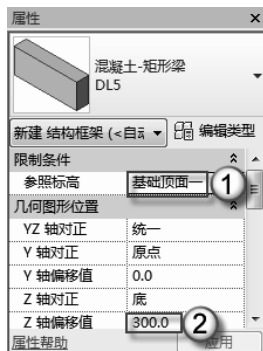 属性
混凝土-矩形梁
DL5
新建 结构框架 (<自动 编辑类型
限制条件
参照标高 基础顶面一 1
几何图形位置
YZ 轴对正 统一
Y 轴对正 原点
Y 轴偏移值 0.0
Z 轴对正 底
Z 轴偏移值 300.0 2
属性帮助 应用